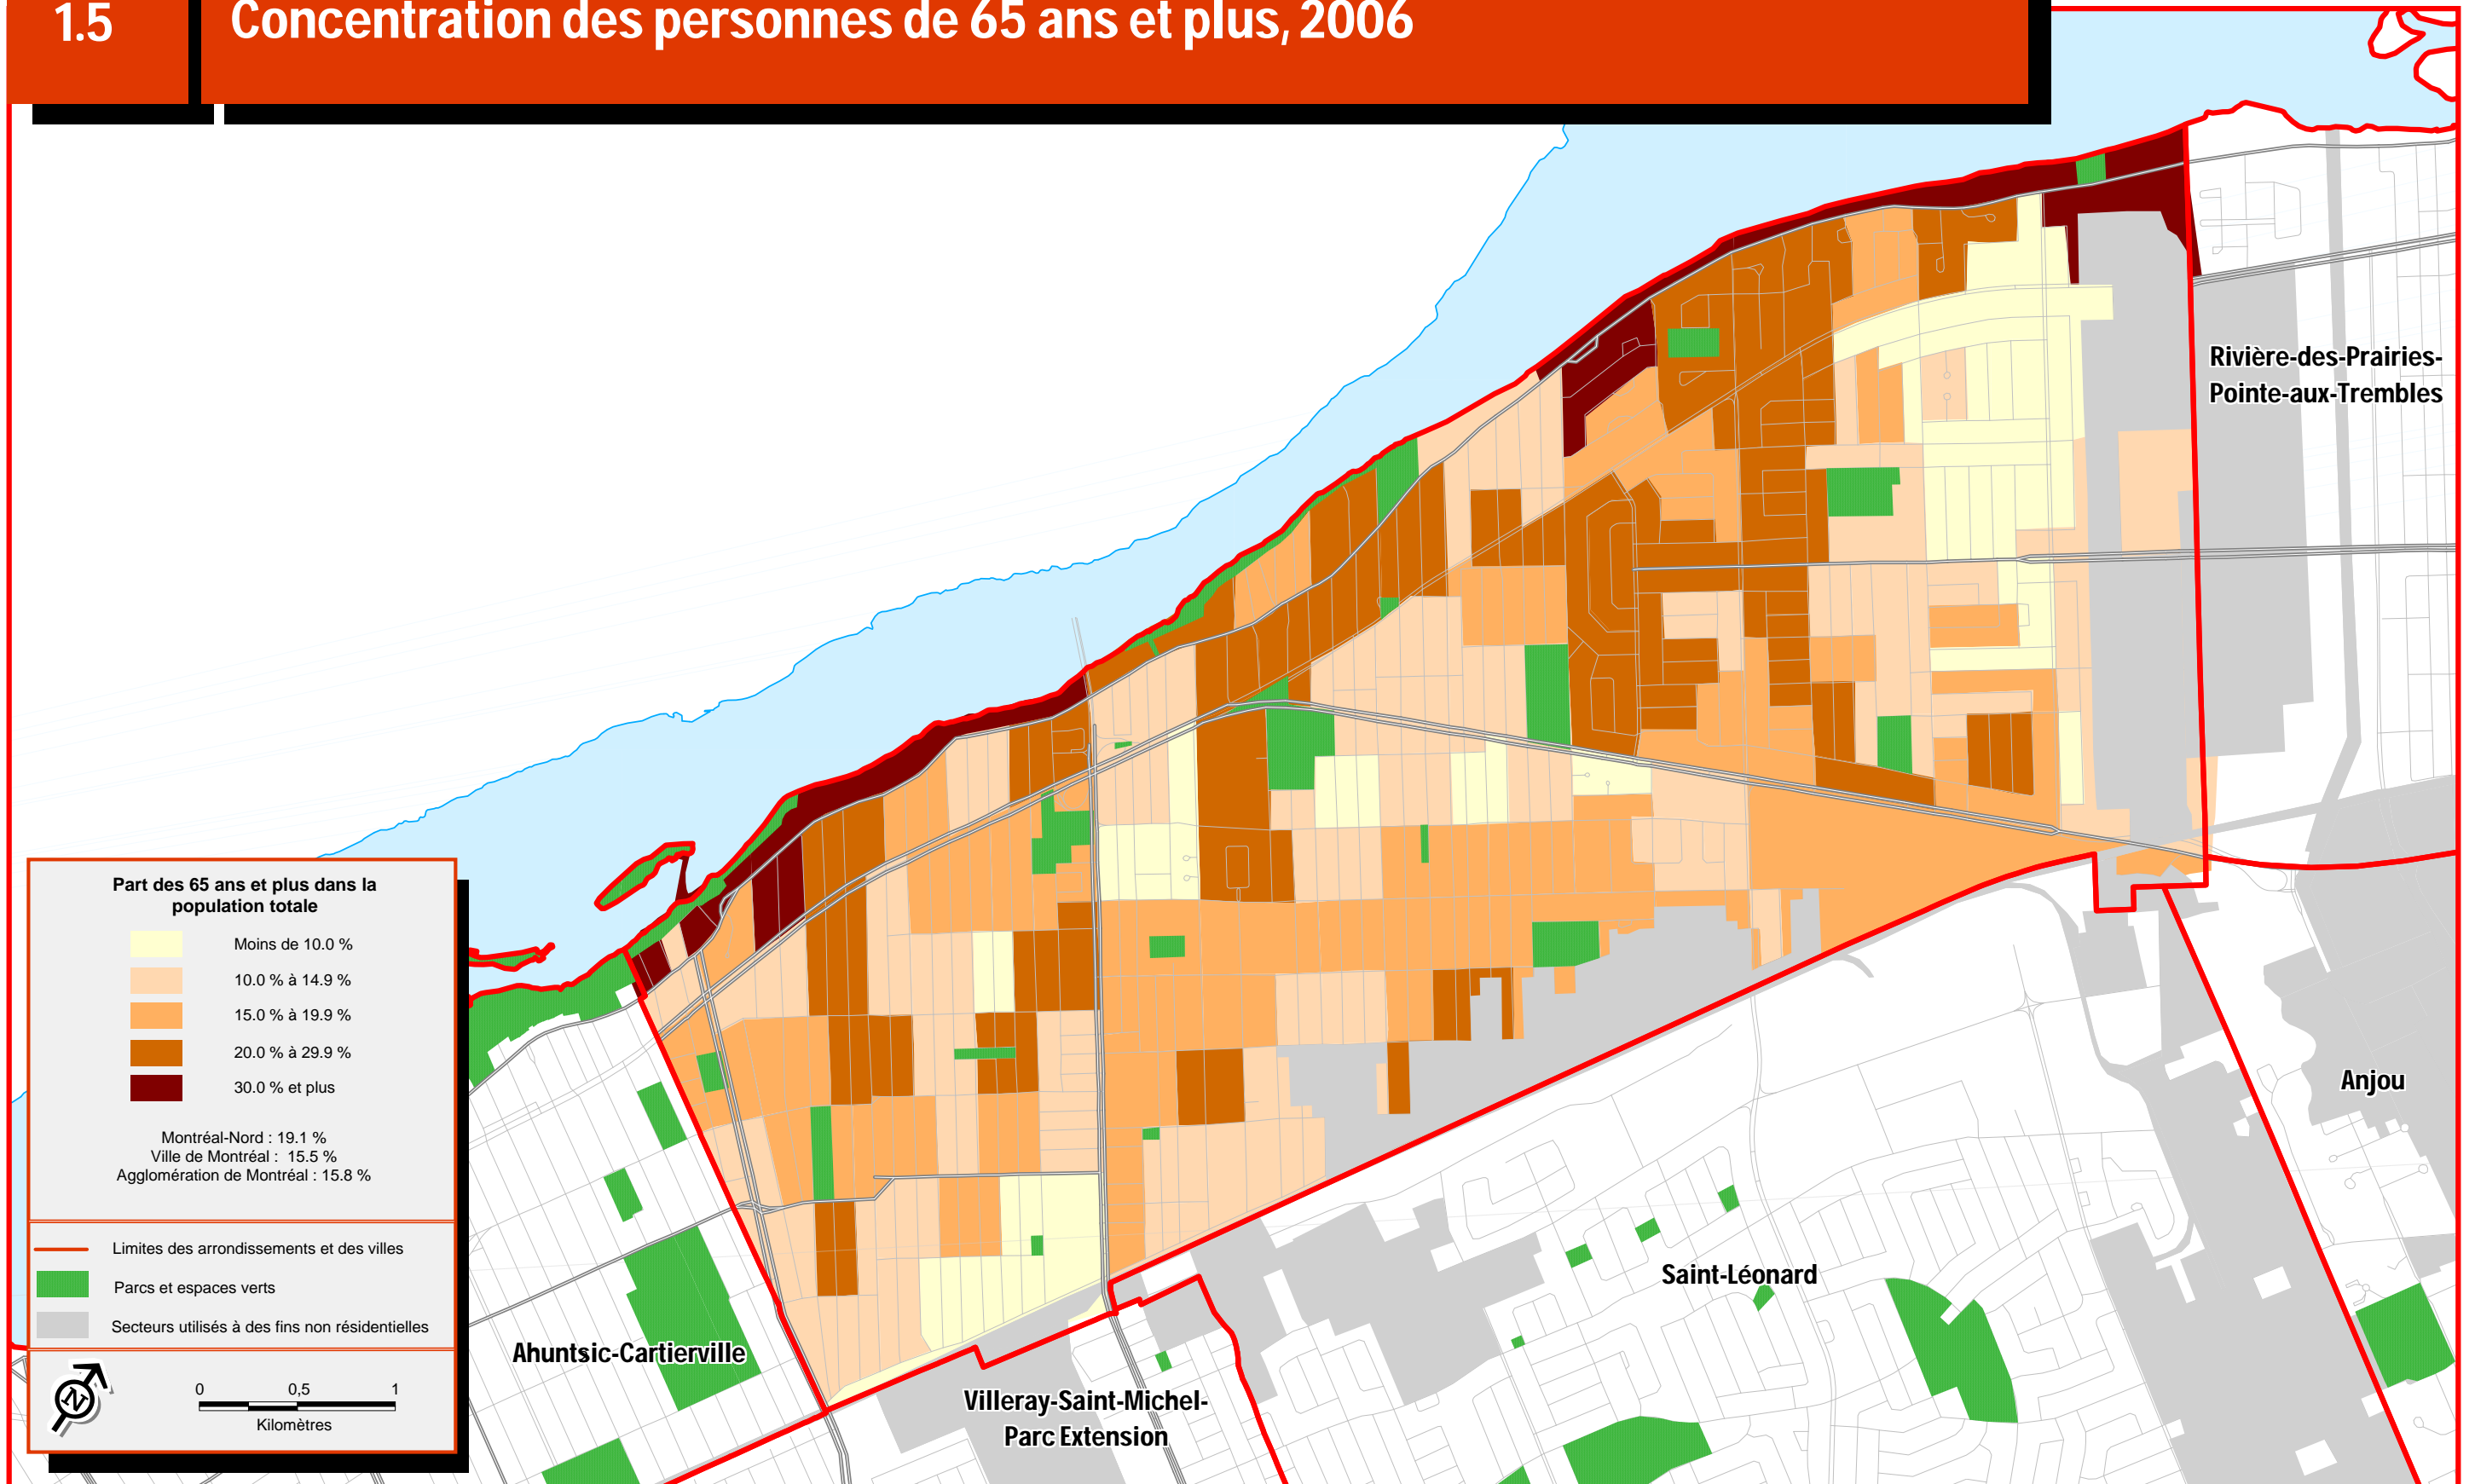 1.5
Concentration des personnes de 65 ans et plus, 2006
Rivière-des-Prairies-
Pointe-aux-Trembles
Part des 65 ans et plus dans la
population totale
Moins de 10.0 %
10.0 % à 14.9 %
15.0 % à 19.9 %
20.0 % à 29.9 %
30.0 % et plus
Montréal-Nord : 19.1 %
Ville de Montréal : 15.5 %
Agglomération de Montréal : 15.8 %
Limites des arrondissements et des villes
Parcs et espaces verts
Secteurs utilisés à des fins non résidentielles
N
0 0,5 1
Kilomètres
Anjou
Saint-Léonard
Ahuntsic-Cartierville
Villeray-Saint-Michel-
Parc Extension